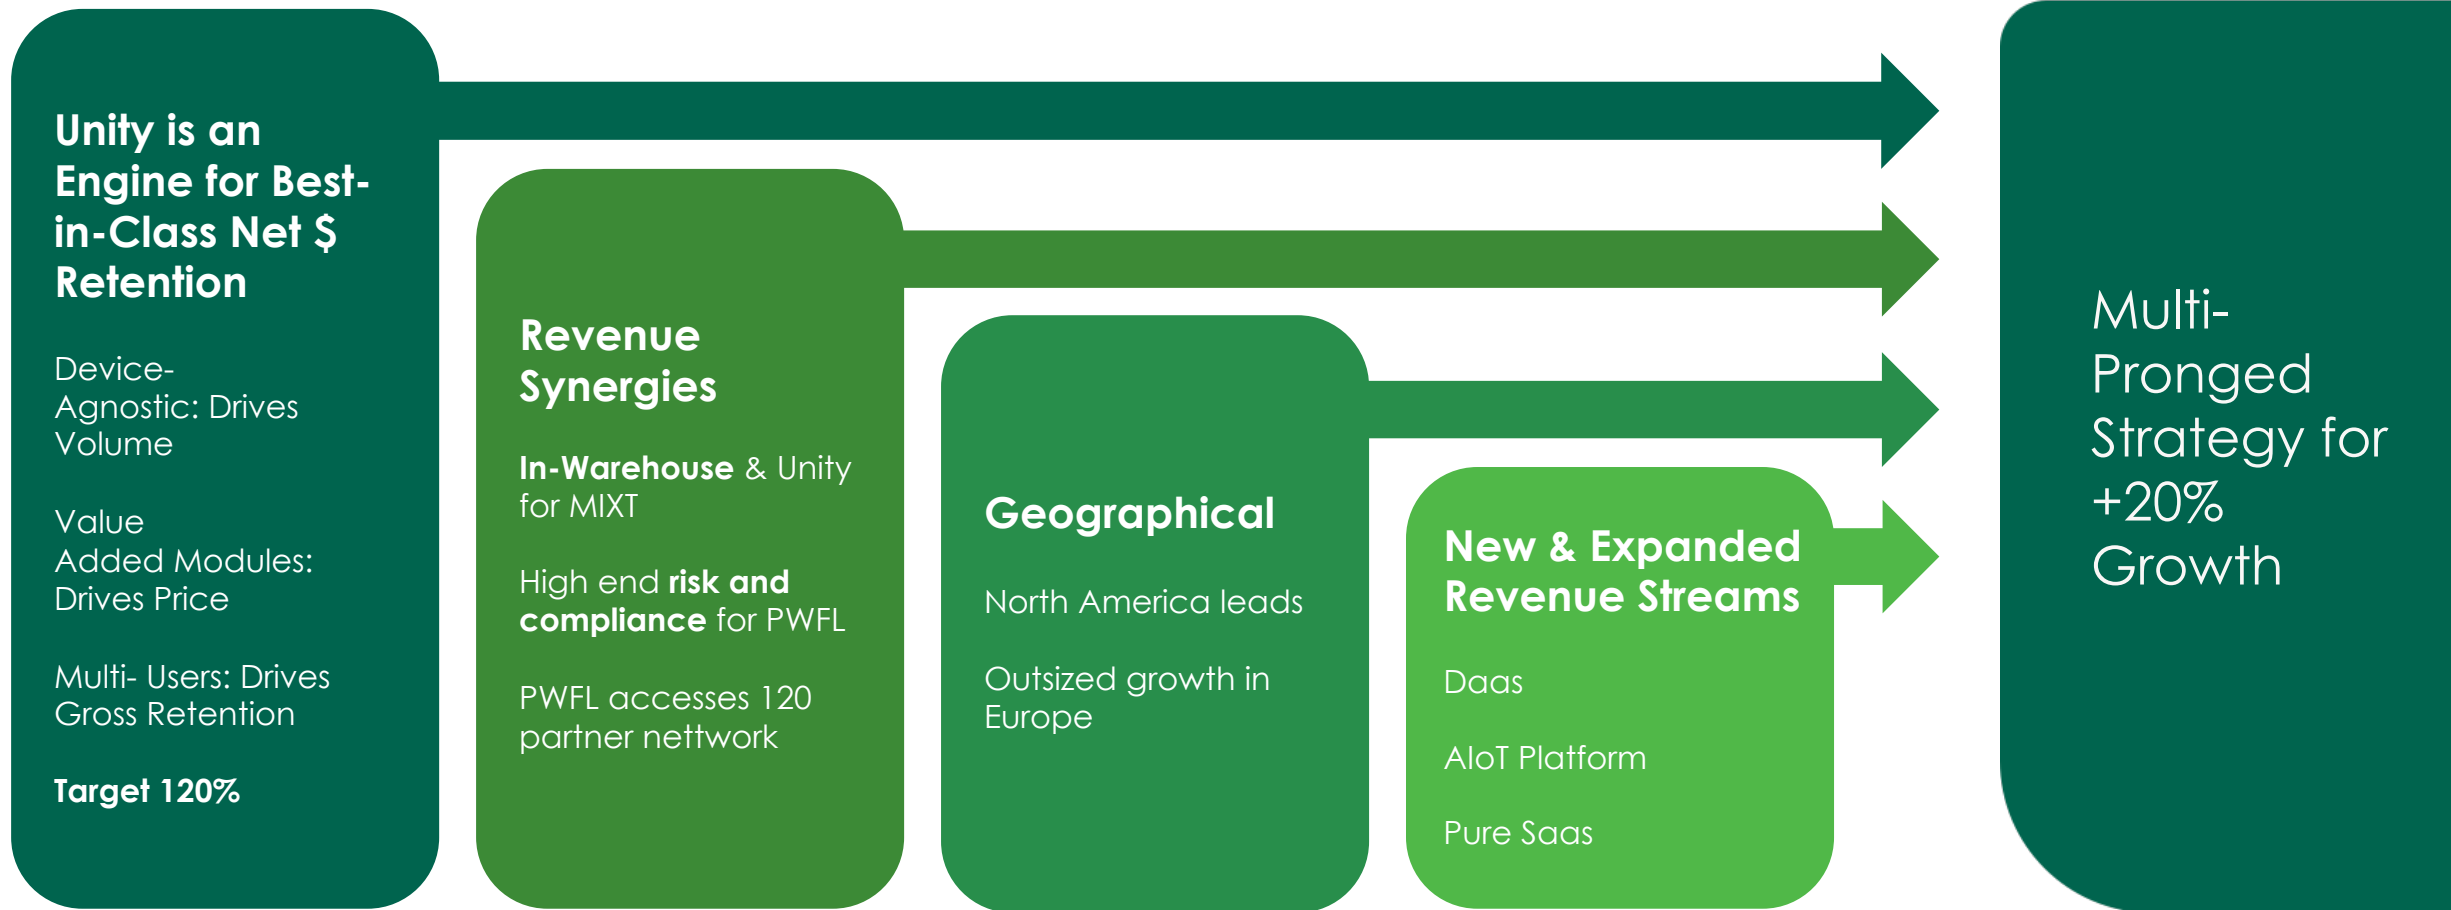 Unity is an
Engine for Best-
in-Class Net $
Retention
Device-
Agnostic: Drives
Volume
Value
Added Modules:
Drives Price
Multi- Users: Drives
Gross Retention
Target 120%
Revenue
Synergies
In-Warehouse & Unity
for MIXT
High end risk and
compliance for PWFL
PWFL accesses 120
partner nettwork
Geographical
North America leads
Outsized growth in
Europe
New & Expanded
Revenue Streams
Daas
AIoT Platform
Pure Saas
Multi-
Pronged
Strategy for
+20%
Growth